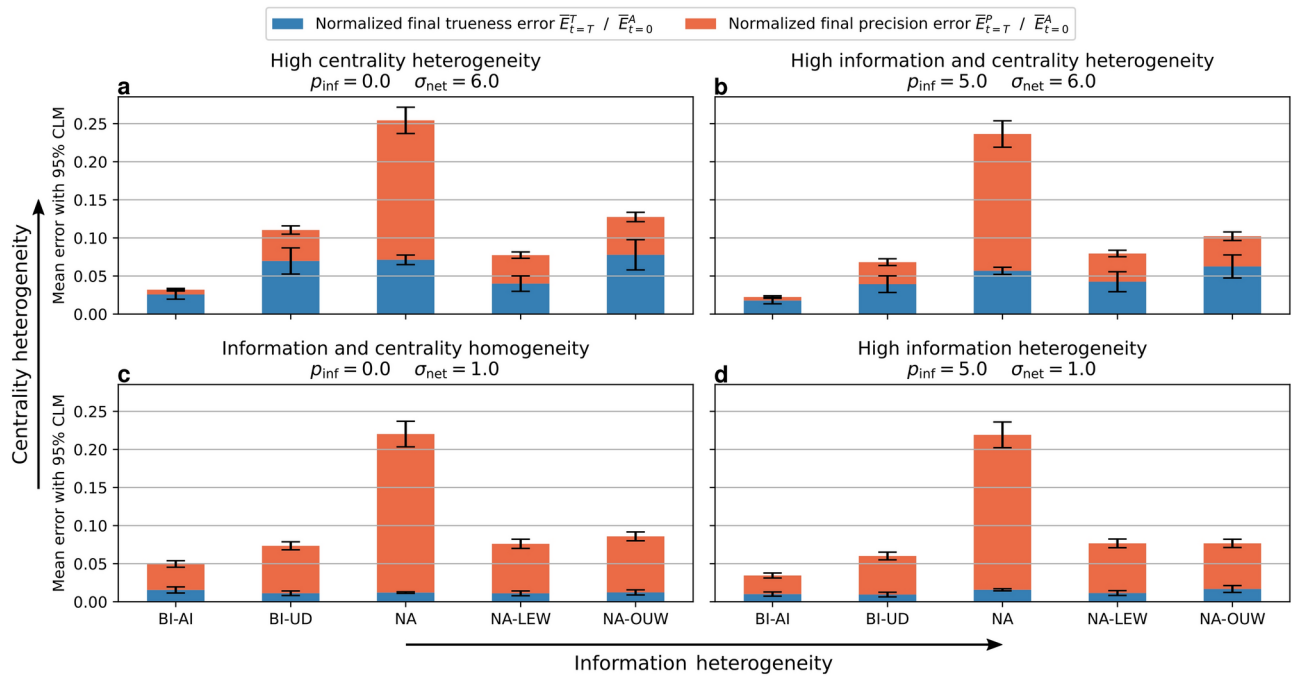 Normalized final trueness error E̅ᵀₜ₌T / E̅ᴬₜ₌₀ Normalized final precision error E̅ᴾₜ₌T / E̅ᴬₜ₌₀
High centrality heterogeneity
a p_inf = 0.0 σ_net = 6.0
High information and centrality heterogeneity
b p_inf = 5.0 σ_net = 6.0
Mean error with 95% CLM
0.25
0.20
0.15
0.10
0.05
0.00
Centrality heterogeneity
Information and centrality homogeneity
c p_inf = 0.0 σ_net = 1.0
High information heterogeneity
d p_inf = 5.0 σ_net = 1.0
Mean error with 95% CLM
0.25
0.20
0.15
0.10
0.05
0.00
BI-AI BI-UD NA NA-LEW NA-OUW BI-AI BI-UD NA NA-LEW NA-OUW
Information heterogeneity